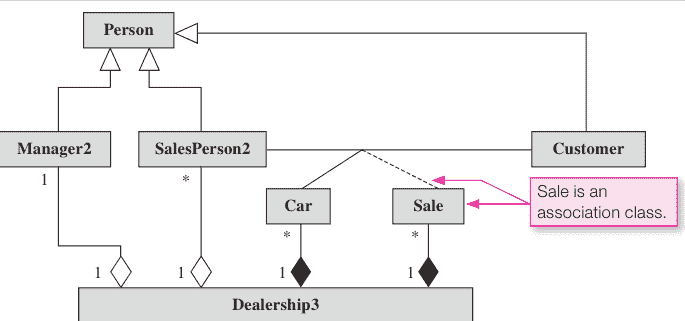 Person
Manager2
SalesPerson2
Customer
1
*
Car
Sale
Sale is an
association class.
*
*
1
1
1
1
Dealership3